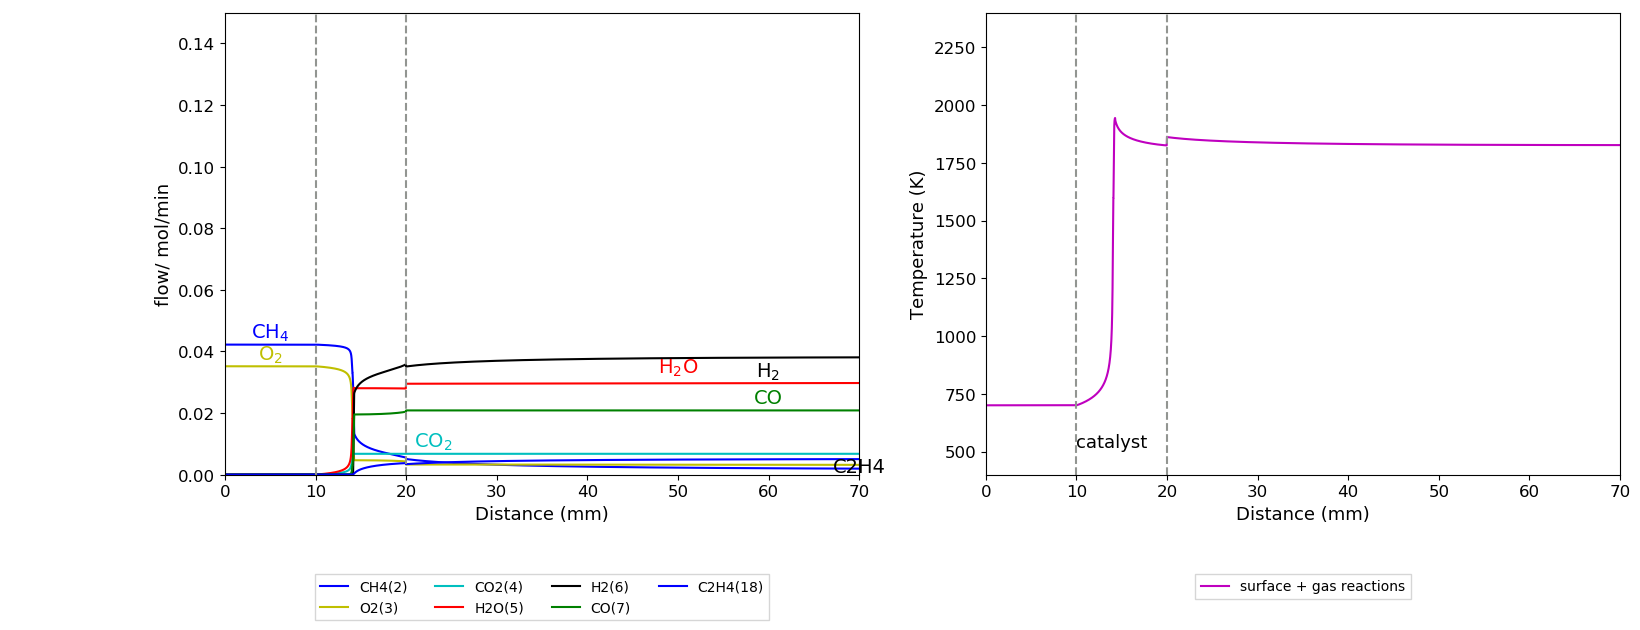 0.14
0.12
0.10
0.08
0.06
0.04
0.02
0.00
flow/ mol/min
CH₄
O₂
H₂O
H₂
CO
CO₂
C2H4
0 10 20 30 40 50 60 70
Distance (mm)
CH4(2) CO2(4) H2(6) C2H4(18)
O2(3) H2O(5) CO(7)
2250
2000
1750
1500
1250
1000
750
500
Temperature (K)
catalyst
0 10 20 30 40 50 60 70
Distance (mm)
surface + gas reactions